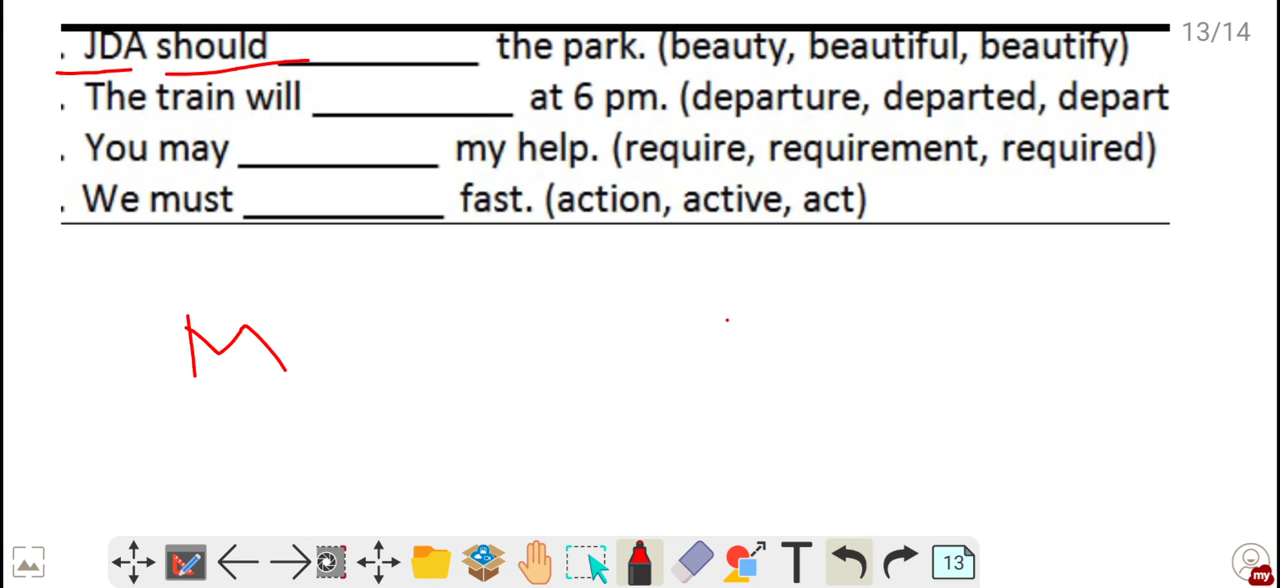 13/14
. JDA should __________ the park. (beauty, beautiful, beautify)
. The train will __________ at 6 pm. (departure, departed, depart
. You may __________ my help. (require, requirement, required)
. We must __________ fast. (action, active, act)
M
T 13
my